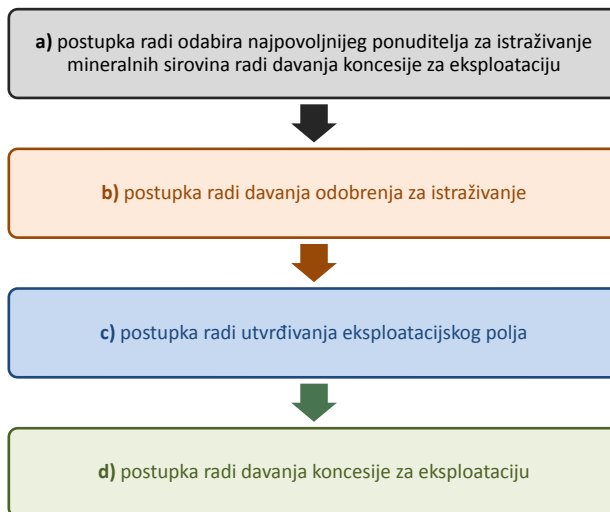 a) postupka radi odabira najpovoljnijeg ponuditelja za istraživanje
mineralnih sirovina radi davanja koncesije za eksploataciju
b) postupka radi davanja odobrenja za istraživanje
c) postupka radi utvrđivanja eksploatacijskog polja
d) postupka radi davanja koncesije za eksploataciju